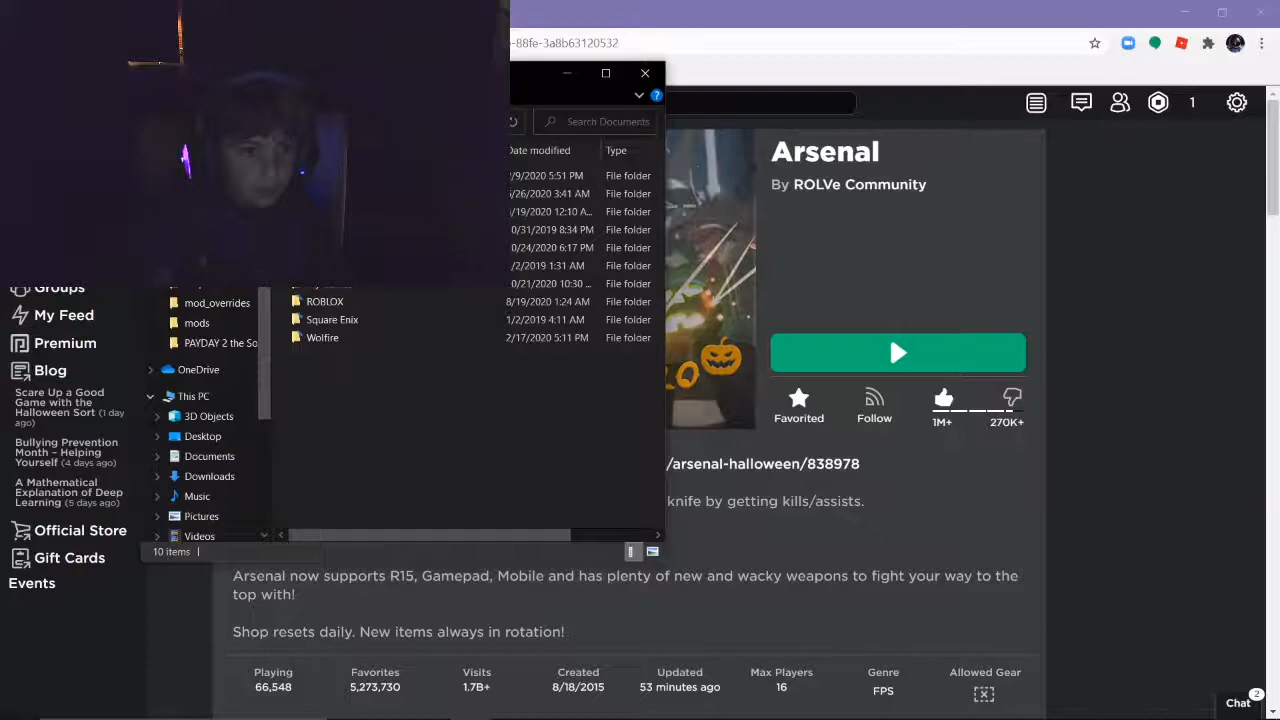 -88fe-3a8b63120532
Search Documents
Date modified
Type
/9/2020 5:51 PM
File folder
/26/2020 3:41 AM
File folder
/19/2020 12:10 A...
File folder
0/31/2019 8:34 PM
File folder
0/24/2020 6:17 PM
File folder
/2/2019 1:31 AM
File folder
0/21/2020 10:30 ...
File folder
ROBLOX
8/19/2020 1:24 AM
File folder
Square Enix
1/2/2019 4:11 AM
File folder
Wolfire
2/17/2020 5:11 PM
File folder
mod_overrides
mods
PAYDAY 2 the So
OneDrive
This PC
3D Objects
Desktop
Documents
Downloads
Music
Pictures
Videos
10 items
Groups
My Feed
Premium
Blog
Scare Up a Good
Game with the
Halloween Sort (1 day
ago)
Bullying Prevention
Month – Helping
Yourself (4 days ago)
A Mathematical
Explanation of Deep
Learning (5 days ago)
Official Store
Gift Cards
Events
1
Arsenal
By ROLVe Community
Favorited
Follow
1M+
270K+
/arsenal-halloween/838978
knife by getting kills/assists.
Arsenal now supports R15, Gamepad, Mobile and has plenty of new and wacky weapons to fight your way to the
top with!
Shop resets daily. New items always in rotation!
Playing
66,548
Favorites
5,273,730
Visits
1.7B+
Created
8/18/2015
Updated
53 minutes ago
Max Players
16
Genre
FPS
Allowed Gear
Chat
2